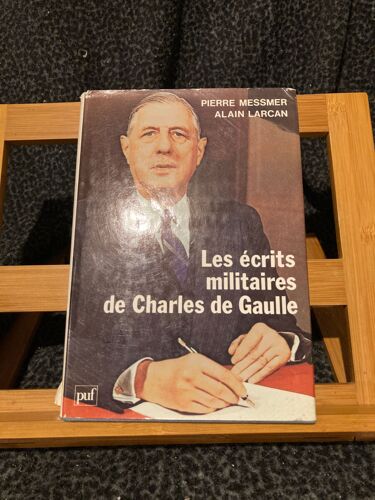 PIERRE MESSMER
ALAIN LARCAN
Les écrits
militaires
de Charles de Gaulle
puf